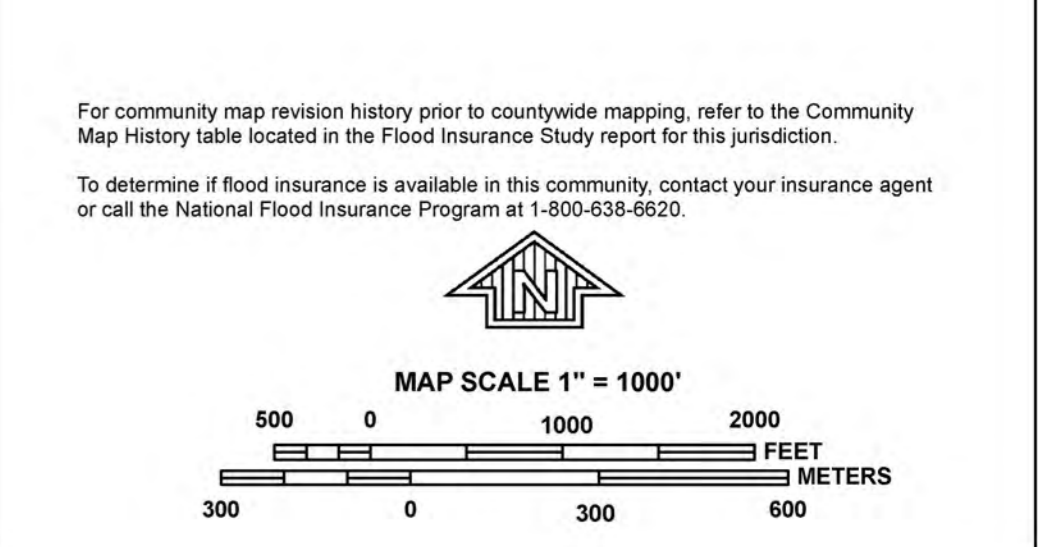 For community map revision history prior to countywide mapping, refer to the Community
Map History table located in the Flood Insurance Study report for this jurisdiction.
To determine if flood insurance is available in this community, contact your insurance agent
or call the National Flood Insurance Program at 1-800-638-6620.
N
MAP SCALE 1" = 1000'
500 0 1000 2000
FEET
METERS
300 0 300 600